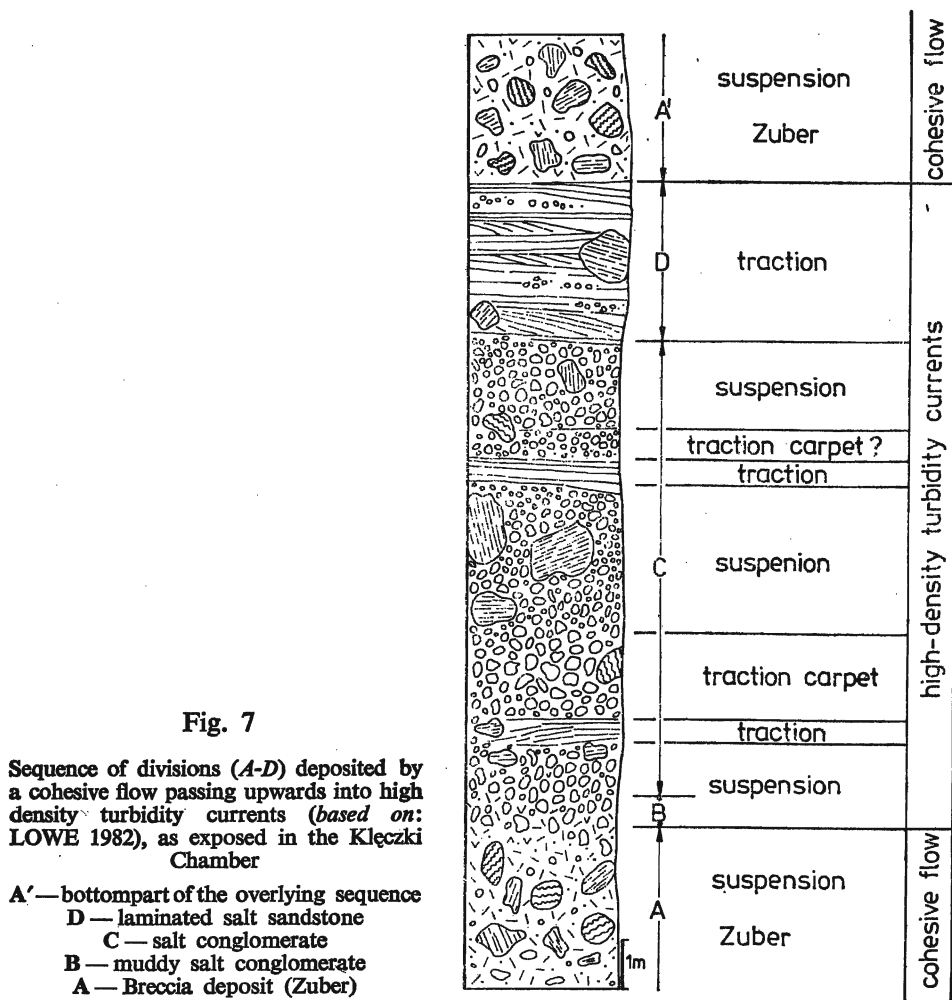 cohesive flow
A'
suspension
Zuber
D
traction
suspension
traction carpet ?
traction
C
suspenion
traction carpet
traction
suspension
B
high-density turbidity currents
A
suspension
Zuber
cohesive flow
1m
Fig. 7
Sequence of divisions (A-D) deposited by
a cohesive flow passing upwards into high
density turbidity currents (based on:
LOWE 1982), as exposed in the Klęczki
Chamber
A′ — bottompart of the overlying sequence
D — laminated salt sandstone
C — salt conglomerate
B — muddy salt conglomerate
A — Breccia deposit (Zuber)